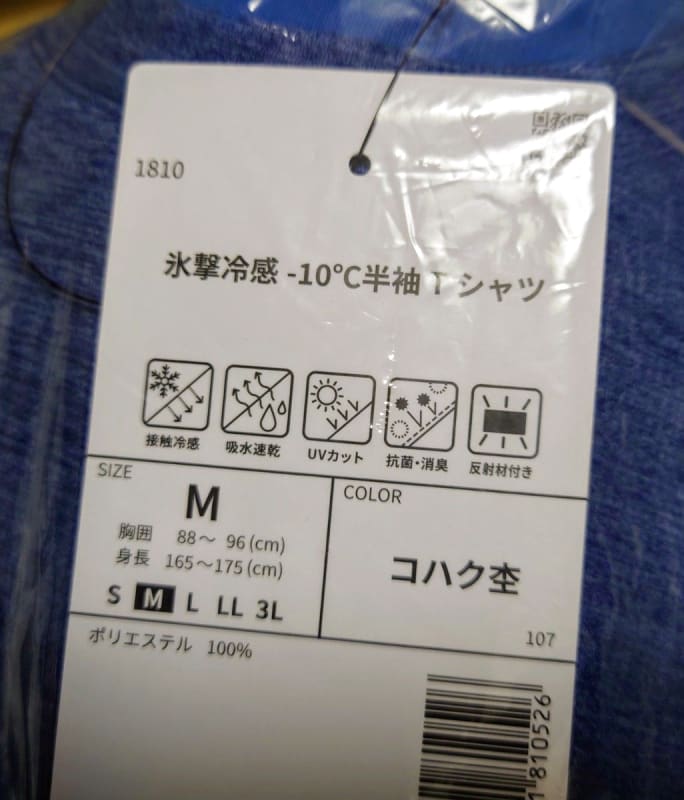 1810
氷撃冷感 -10℃半袖Tシャツ
接触冷感 吸水速乾 UVカット 抗菌・消臭 反射材付き
SIZE
M
胸囲 88～ 96(cm)
身長 165～175(cm)
S M L LL 3L
COLOR
コハク杢
107
ポリエステル 100%
1810526